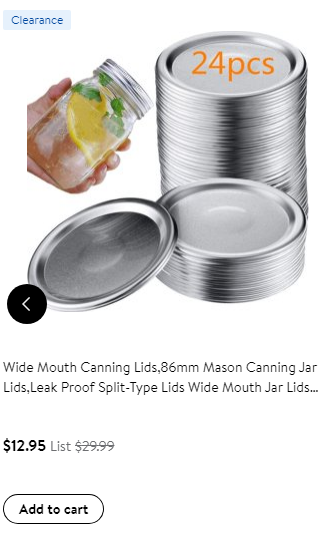 Clearance
24pcs
Wide Mouth Canning Lids,86mm Mason Canning Jar
Lids,Leak Proof Split-Type Lids Wide Mouth Jar Lids...
$12.95 List $29.99
Add to cart